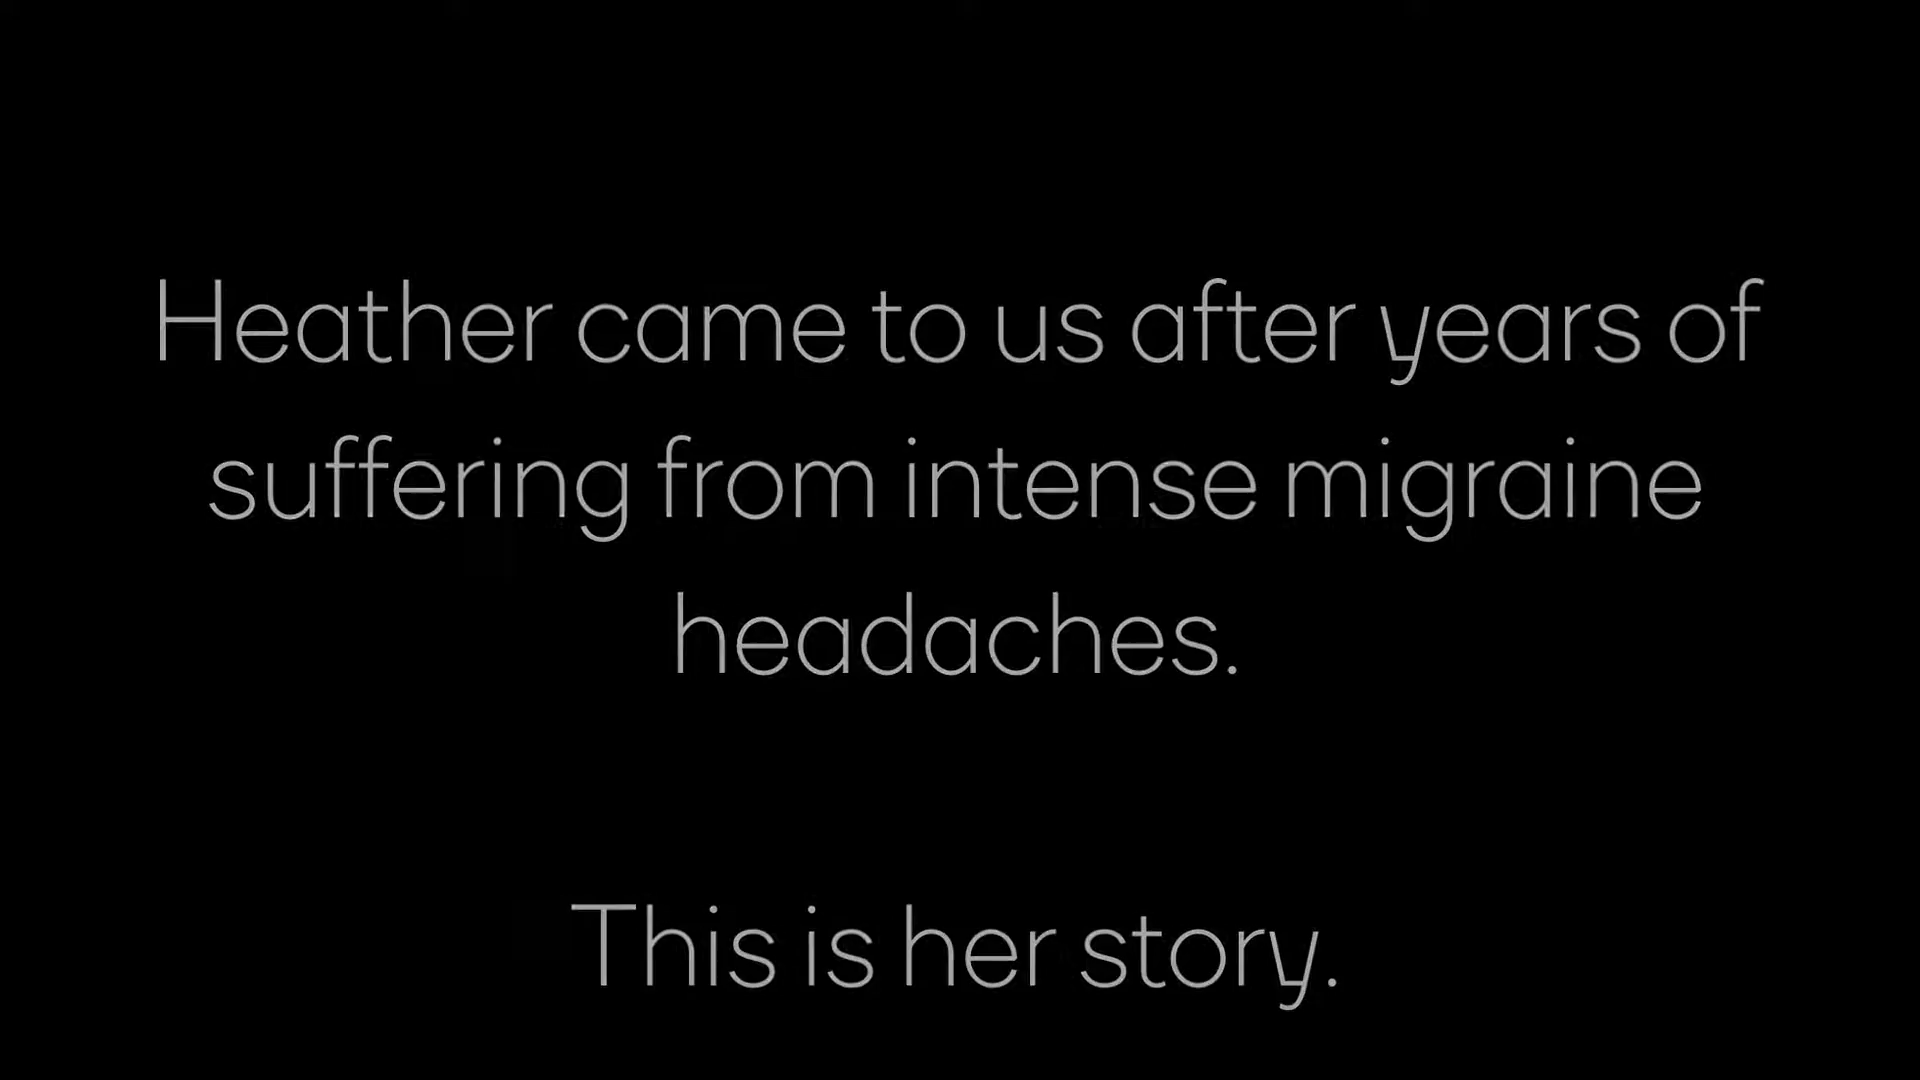 Heather came to us after years of
suffering from intense migraine
headaches.
This is her story.